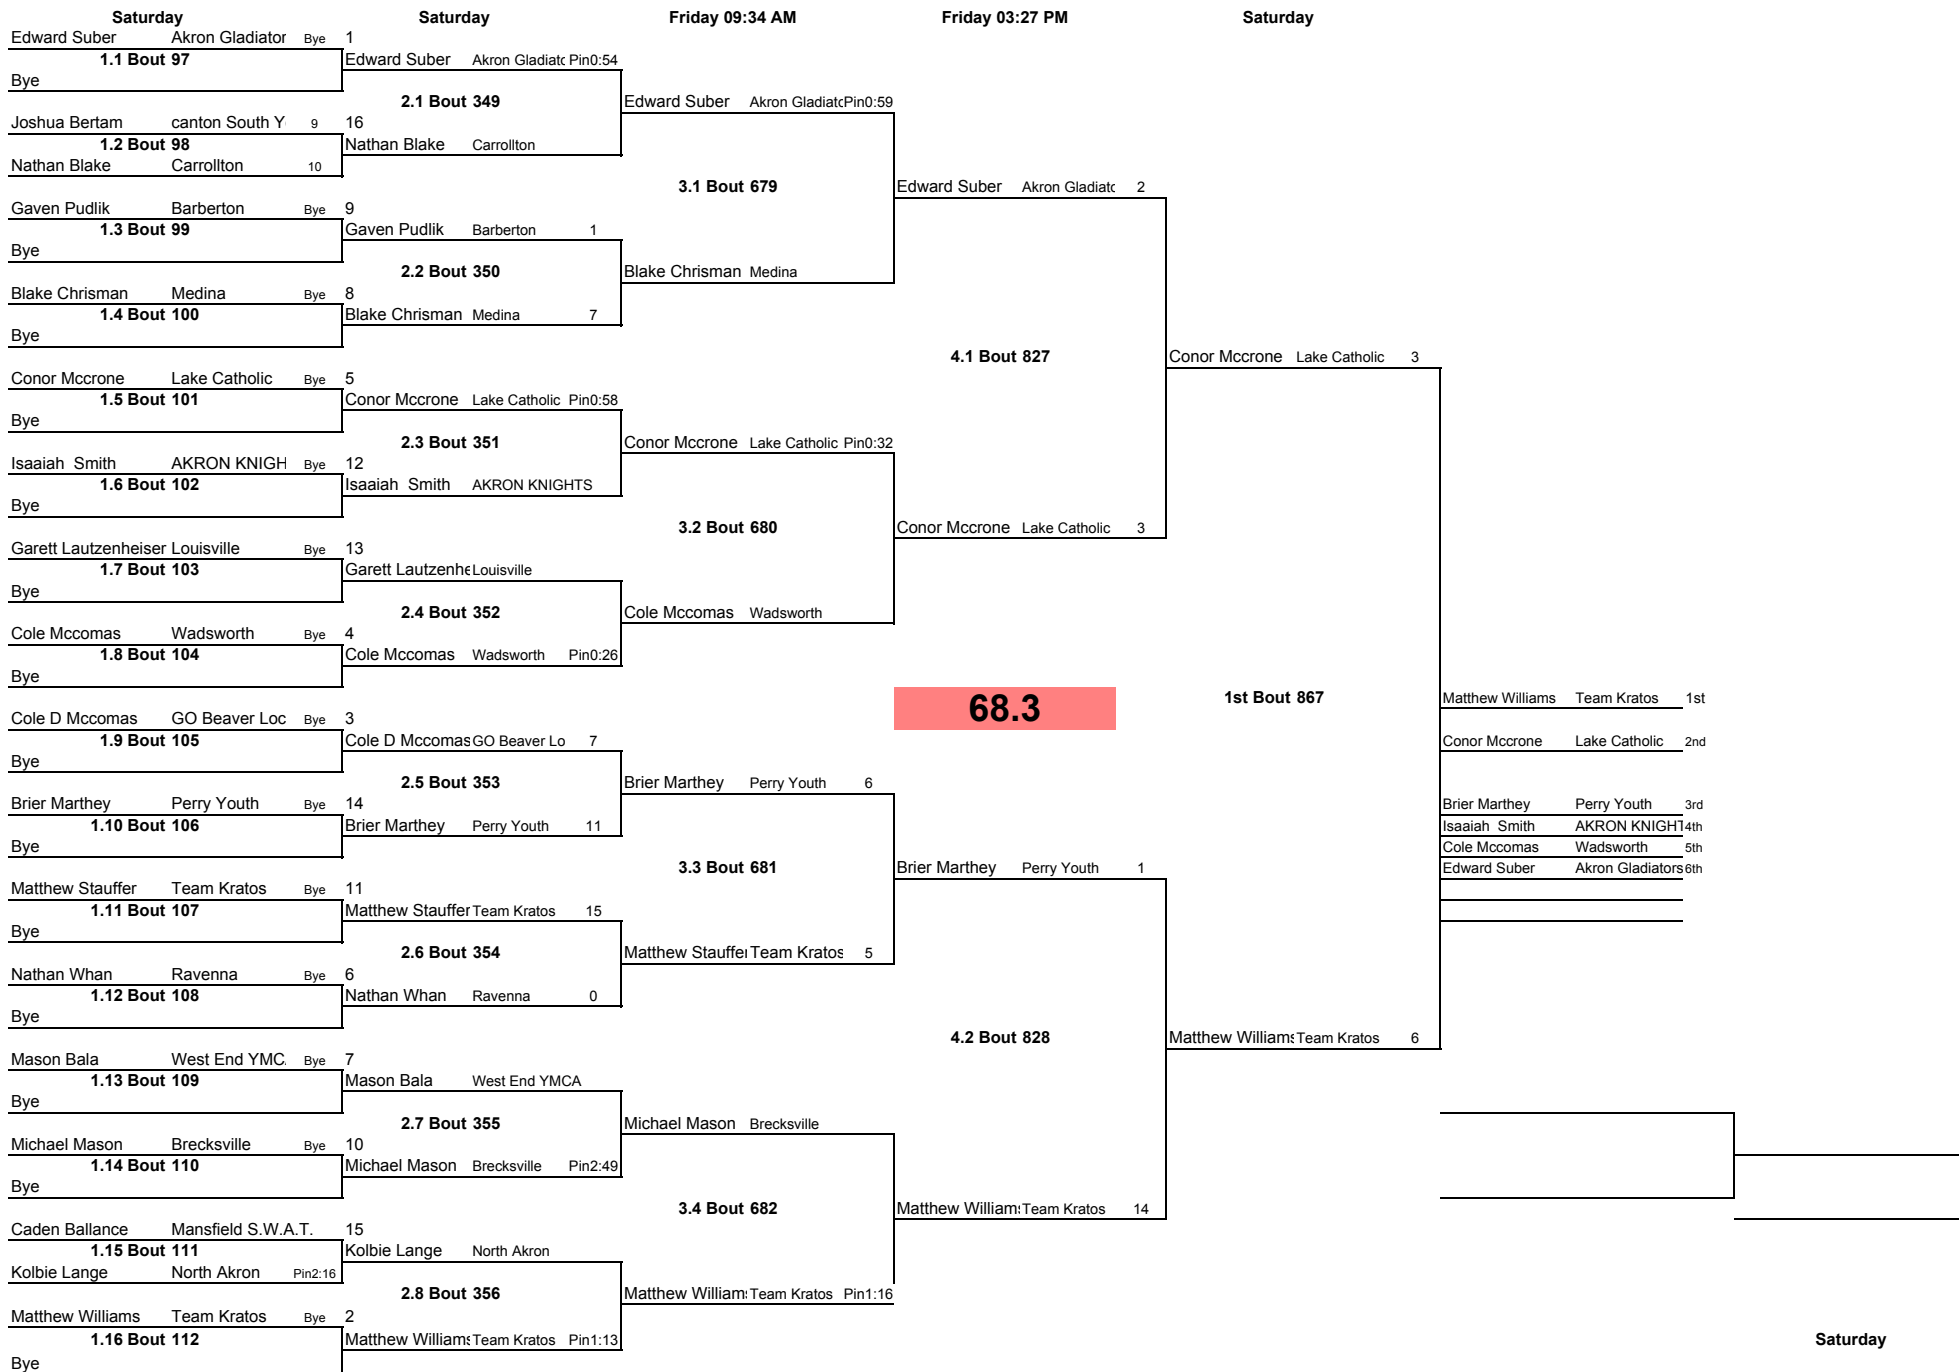 Saturday Saturday Friday 09:34 AM Friday 03:27 PM Saturday
Edward Suber Akron Gladiator Bye 1
1.1 Bout 97 Edward Suber Akron Gladiatc Pin0:54
Bye
2.1 Bout 349 Edward Suber Akron GladiatcPin0:59
Joshua Bertam canton South Y 9 16
1.2 Bout 98 Nathan Blake Carrollton
Nathan Blake Carrollton 10
3.1 Bout 679 Edward Suber Akron Gladiatc 2
Gaven Pudlik Barberton Bye 9
1.3 Bout 99 Gaven Pudlik Barberton 1
Bye
2.2 Bout 350 Blake Chrisman Medina
Blake Chrisman Medina Bye 8
1.4 Bout 100 Blake Chrisman Medina 7
Bye
4.1 Bout 827 Conor Mccrone Lake Catholic 3
Conor Mccrone Lake Catholic Bye 5
1.5 Bout 101 Conor Mccrone Lake Catholic Pin0:58
Bye
2.3 Bout 351 Conor Mccrone Lake Catholic Pin0:32
Isaaiah Smith AKRON KNIGH Bye 12
1.6 Bout 102 Isaaiah Smith AKRON KNIGHTS
Bye
3.2 Bout 680 Conor Mccrone Lake Catholic 3
Garett Lautzenheiser Louisville Bye 13
1.7 Bout 103 Garett Lautzenhe Louisville
Bye
2.4 Bout 352 Cole Mccomas Wadsworth
Cole Mccomas Wadsworth Bye 4
1.8 Bout 104 Cole Mccomas Wadsworth Pin0:26
Bye
68.3 1st Bout 867 Matthew Williams Team Kratos 1st
Cole D Mccomas GO Beaver Loc Bye 3
1.9 Bout 105 Cole D Mccomas GO Beaver Lo 7 Conor Mccrone Lake Catholic 2nd
Bye
2.5 Bout 353 Brier Marthey Perry Youth 6
Brier Marthey Perry Youth Bye 14 Brier Marthey Perry Youth 3rd
1.10 Bout 106 Brier Marthey Perry Youth 11 Isaaiah Smith AKRON KNIGHT 4th
Bye Cole Mccomas Wadsworth 5th
3.3 Bout 681 Brier Marthey Perry Youth 1 Edward Suber Akron Gladiators 6th
Matthew Stauffer Team Kratos Bye 11
1.11 Bout 107 Matthew Stauffer Team Kratos 15
Bye
2.6 Bout 354 Matthew Stauffer Team Kratos 5
Nathan Whan Ravenna Bye 6
1.12 Bout 108 Nathan Whan Ravenna 0
Bye
4.2 Bout 828 Matthew Williams Team Kratos 6
Mason Bala West End YMC. Bye 7
1.13 Bout 109 Mason Bala West End YMCA
Bye
2.7 Bout 355 Michael Mason Brecksville
Michael Mason Brecksville Bye 10
1.14 Bout 110 Michael Mason Brecksville Pin2:49
Bye
3.4 Bout 682 Matthew Williams Team Kratos 14
Caden Ballance Mansfield S.W.A.T. 15
1.15 Bout 111 Kolbie Lange North Akron
Kolbie Lange North Akron Pin2:16
2.8 Bout 356 Matthew Williams Team Kratos Pin1:16
Matthew Williams Team Kratos Bye 2
1.16 Bout 112 Matthew Williams Team Kratos Pin1:13 Saturday
Bye